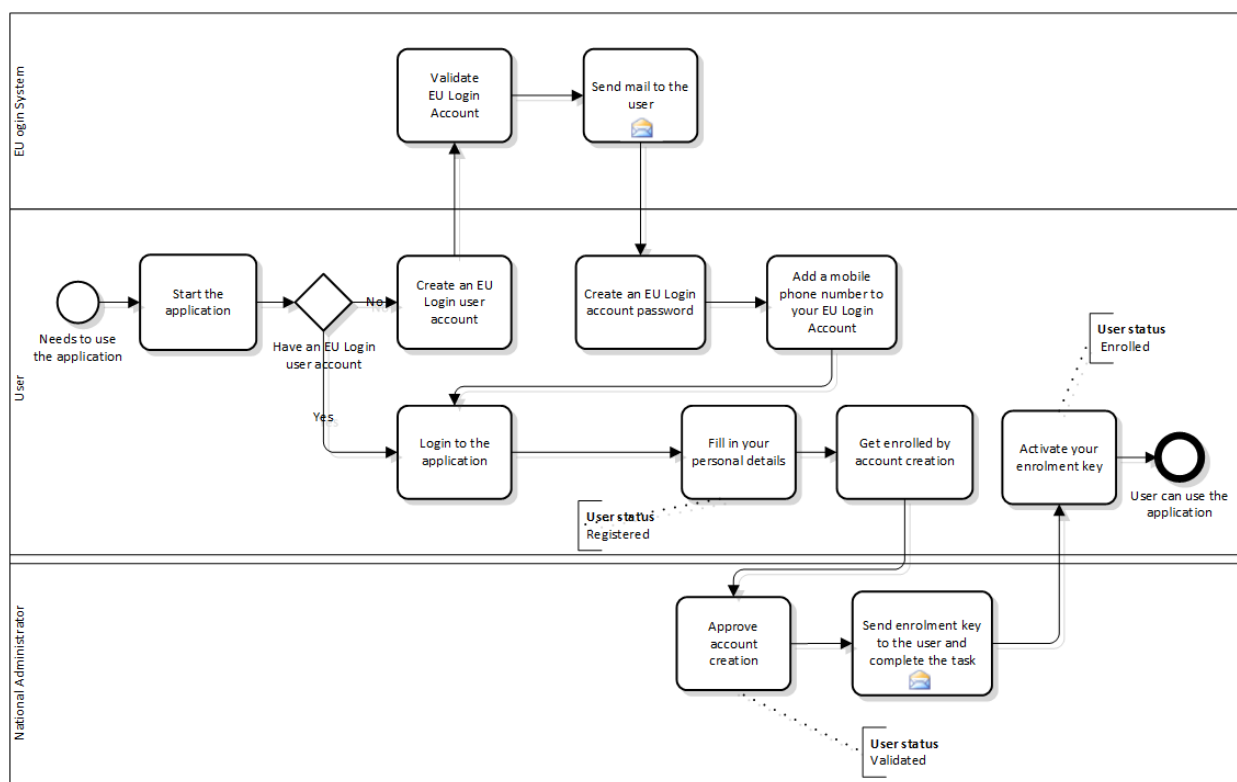 EU Login System
Validate
EU Login
Account
Send mail to the
user
User
Needs to use
the application
Start the
application
Have an EU Login
user account
No
Yes
Create an EU
Login user
account
Create an EU Login
account password
Add a mobile
phone number to
your EU Login
Account
User status
Enrolled
Login to the
application
Fill in your
personal details
Get enrolled by
account creation
Activate your
enrolment key
User can use the
application
User status
Registered
National Administrator
Approve
account
creation
Send enrolment key
to the user and
complete the task
User status
Validated